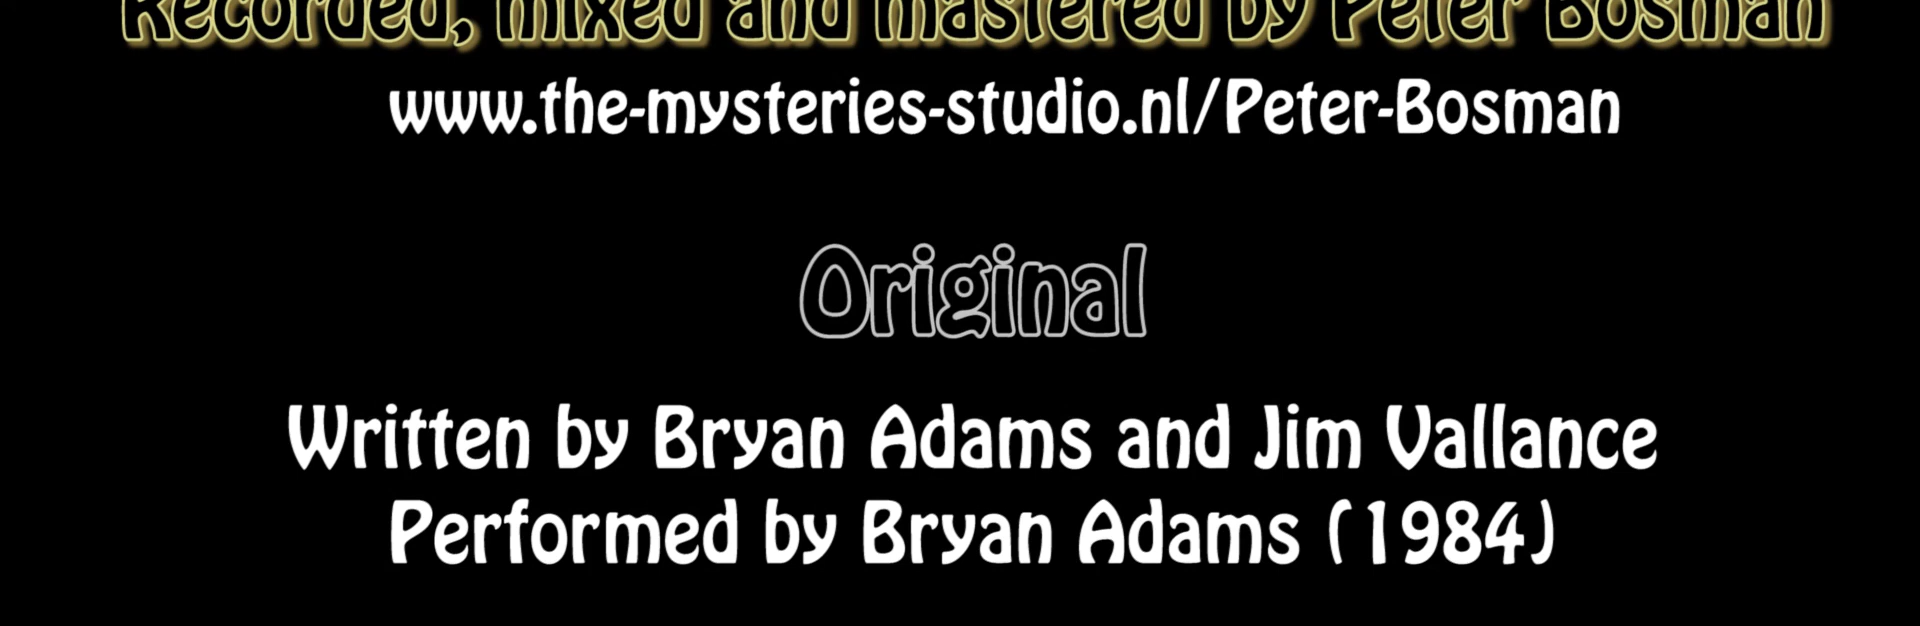 Recorded, mixed and mastered by Peter Bosman
www.the-mysteries-studio.nl/Peter-Bosman
Original
Written by Bryan Adams and Jim Vallance
Performed by Bryan Adams (1984)